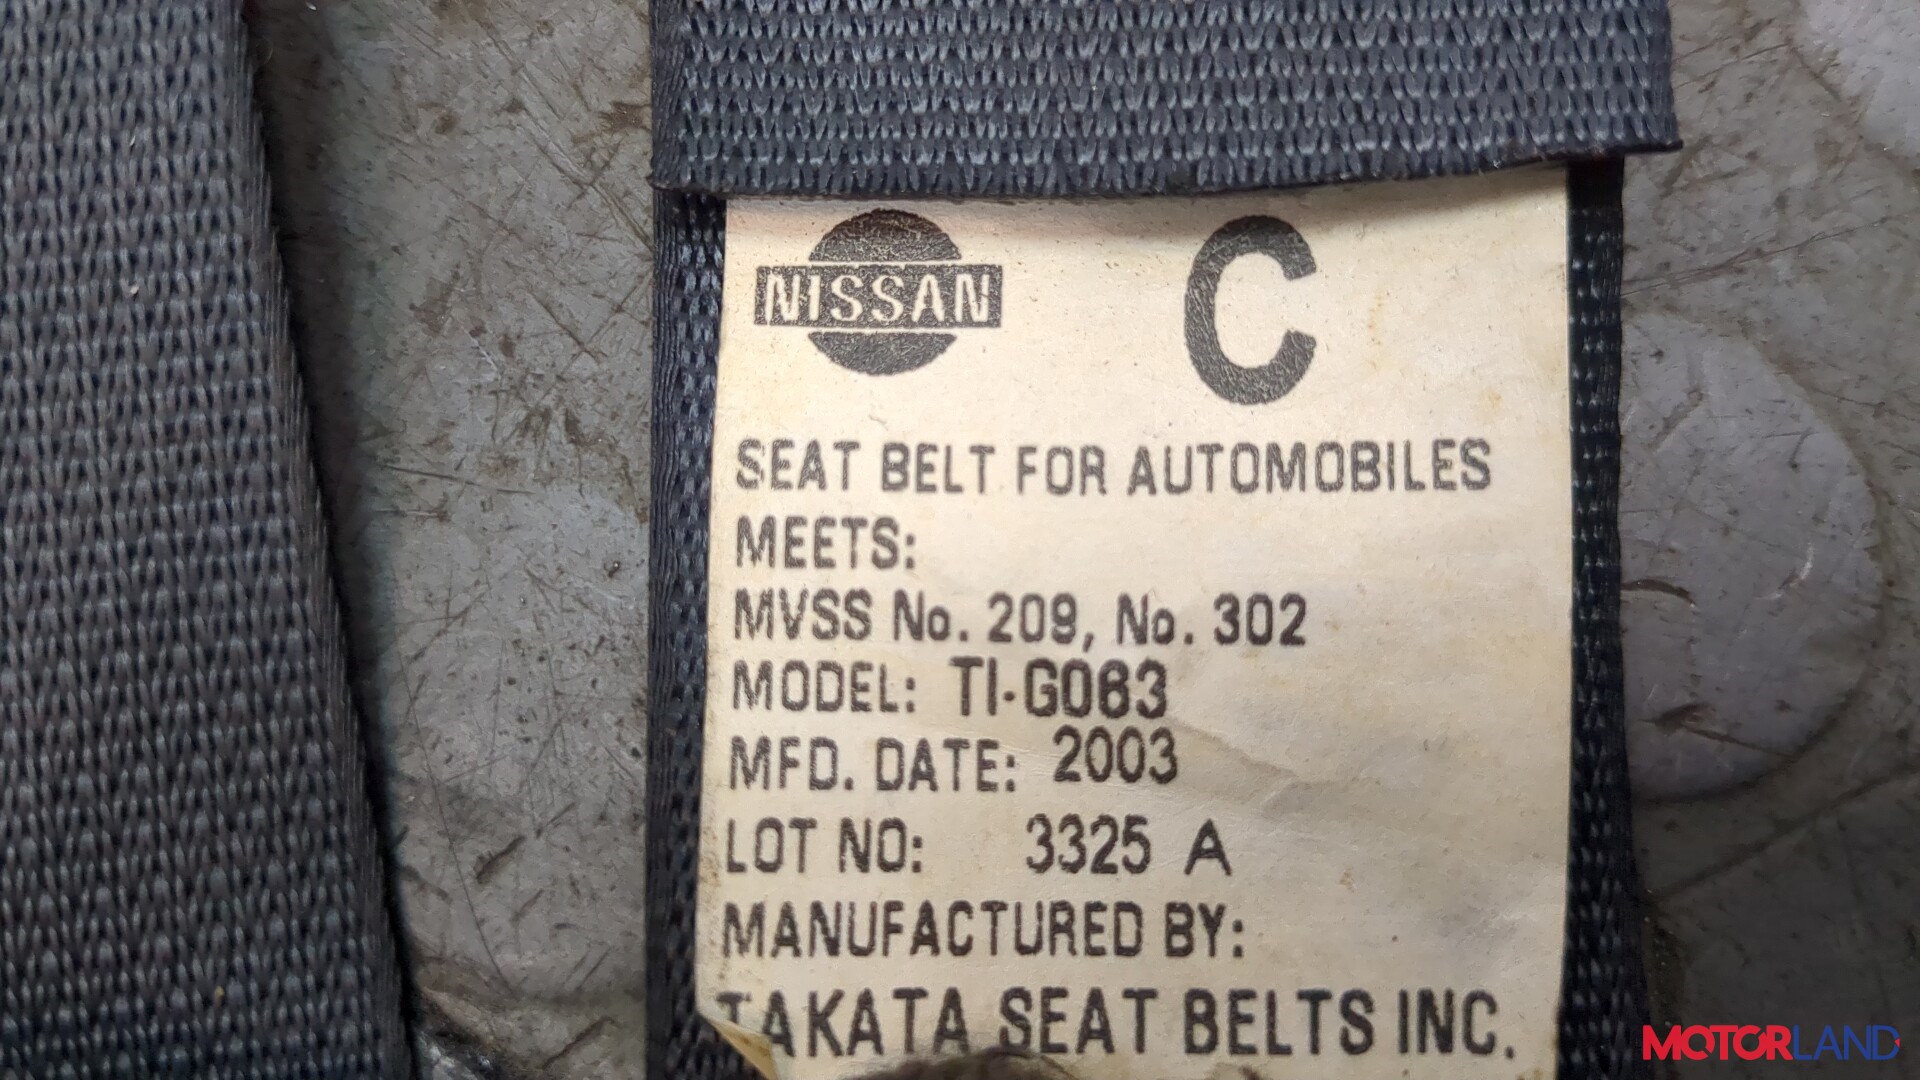 NISSAN C
SEAT BELT FOR AUTOMOBILES
MEETS:
MVSS No. 209, No. 302
MODEL: TI-G063
MFD. DATE: 2003
LOT NO: 3325 A
MANUFACTURED BY:
TAKATA SEAT BELTS INC.
MOTORLAND